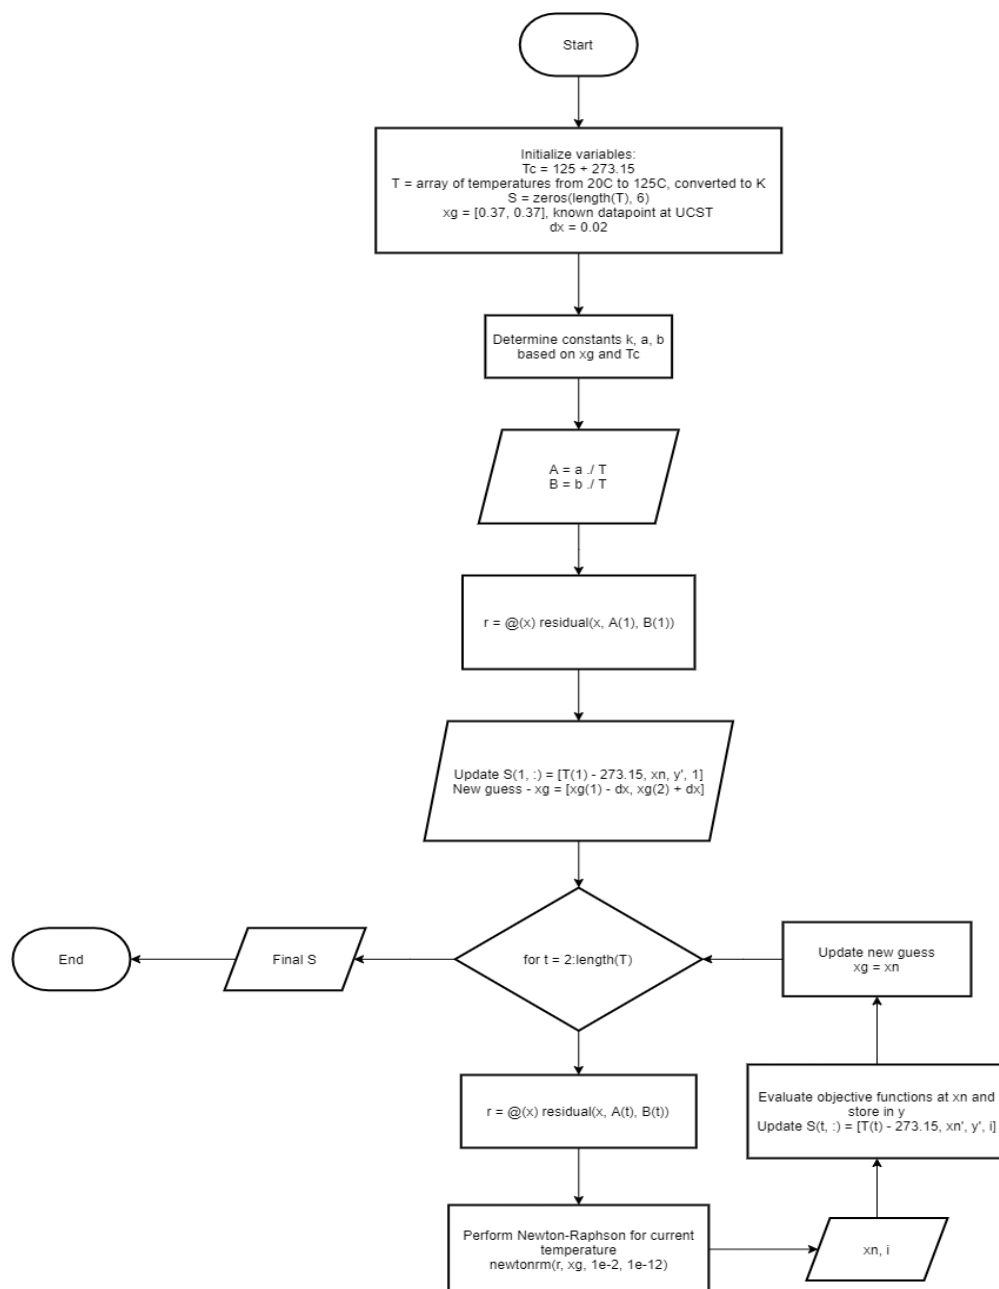 Start
Initialize variables:
Tc = 125 + 273.15
T = array of temperatures from 20C to 125C, converted to K
S = zeros(length(T), 6)
xg = [0.37, 0.37], known datapoint at UCST
dx = 0.02
Determine constants k, a, b
based on xg and Tc
A = a ./ T
B = b ./ T
r = @(x) residual(x, A(1), B(1))
Update S(1, :) = [T(1) - 273.15, xn, y', 1]
New guess - xg = [xg(1) - dx, xg(2) + dx]
End
Final S
for t = 2:length(T)
Update new guess
xg = xn
r = @(x) residual(x, A(t), B(t))
Evaluate objective functions at xn and
store in y
Update S(t, :) = [T(t) - 273.15, xn', y', i]
Perform Newton-Raphson for current
temperature
newtonrm(r, xg, 1e-2, 1e-12)
xn, i